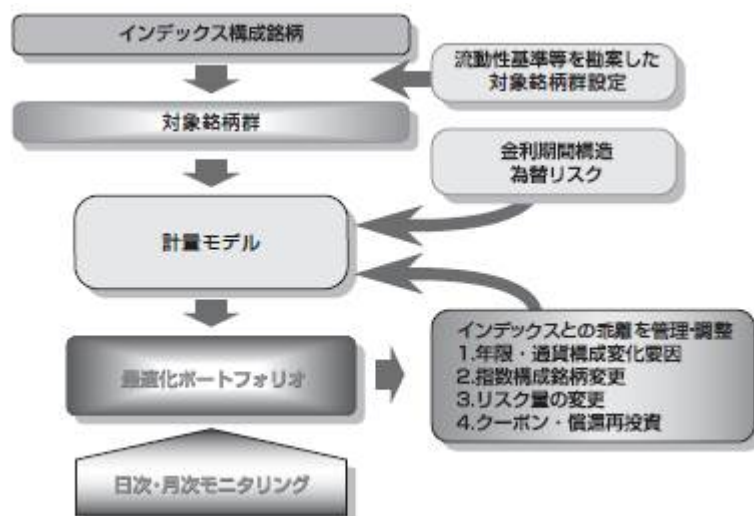 インデックス構成銘柄
流動性基準等を勘案した
対象銘柄群設定
対象銘柄群
金利期間構造
為替リスク
計量モデル
インデックスとの乖離を管理・調整
1.年限・通貨構成変化要因
2.指数構成銘柄変更
3.リスク量の変更
4.クーポン・償還再投資
最適化ポートフォリオ
日次・月次モニタリング